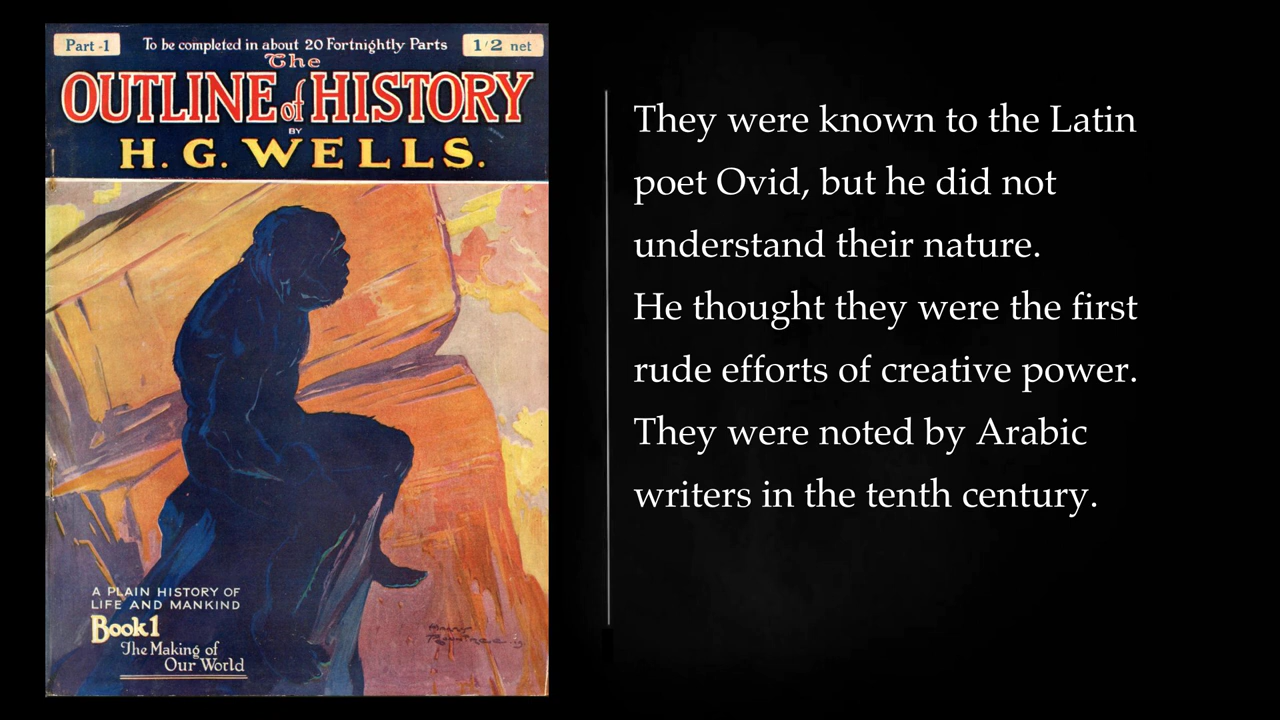 Part -1
To be completed in about 20 Fortnightly Parts
1/2 net
The
OUTLINE of HISTORY
BY
H. G. WELLS.
A PLAIN HISTORY OF
LIFE AND MANKIND
Book 1
The Making of
Our World
They were known to the Latin
poet Ovid, but he did not
understand their nature.
He thought they were the first
rude efforts of creative power.
They were noted by Arabic
writers in the tenth century.